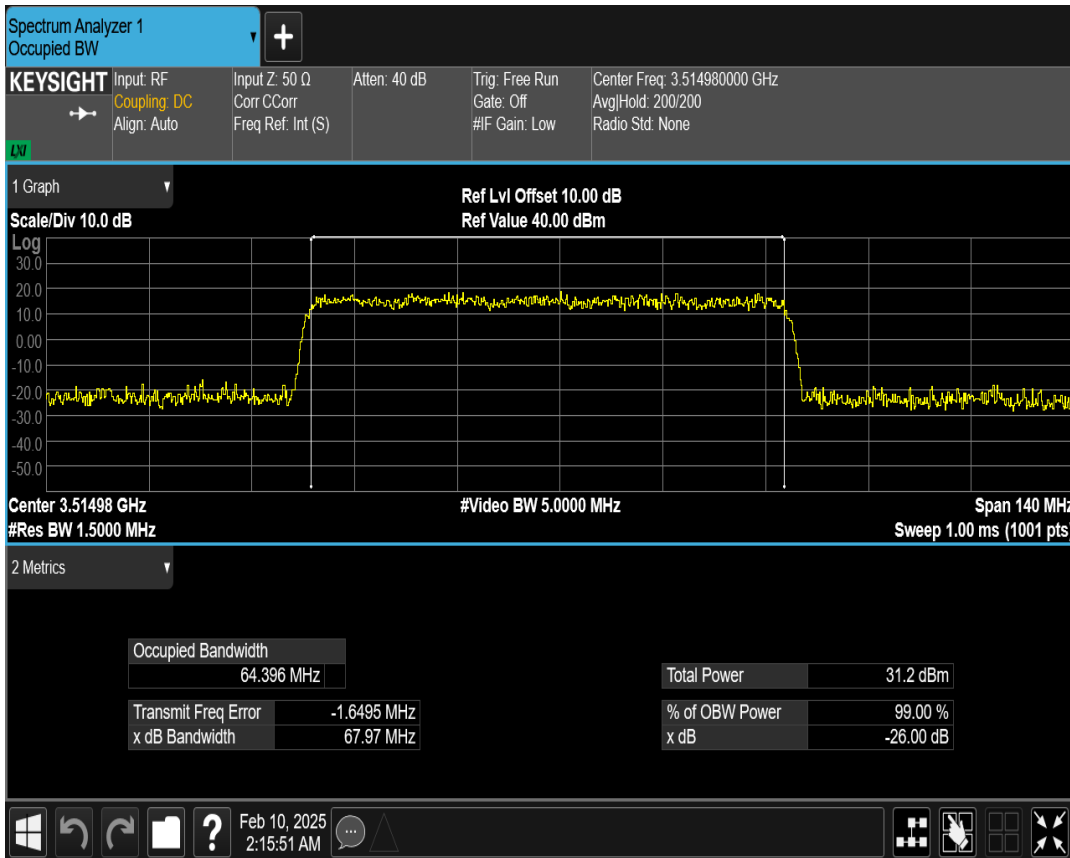 Spectrum Analyzer 1
Occupied BW
KEYSIGHT
LXI
Input: RF
Coupling: DC
Align: Auto
Input Z: 50 Ω
Corr CCorr
Freq Ref: Int (S)
Atten: 40 dB
Trig: Free Run
Gate: Off
#IF Gain: Low
Center Freq: 3.514980000 GHz
Avg|Hold: 200/200
Radio Std: None
1 Graph
Scale/Div 10.0 dB
Ref Lvl Offset 10.00 dB
Ref Value 40.00 dBm
Log
30.0
20.0
10.0
0.00
-10.0
-20.0
-30.0
-40.0
-50.0
Center 3.51498 GHz
#Video BW 5.0000 MHz
Span 140 MHz
#Res BW 1.5000 MHz
Sweep 1.00 ms (1001 pts)
2 Metrics
Occupied Bandwidth
64.396 MHz
Total Power 31.2 dBm
Transmit Freq Error -1.6495 MHz
% of OBW Power 99.00 %
x dB Bandwidth 67.97 MHz
x dB -26.00 dB
?
Feb 10, 2025
2:15:51 AM